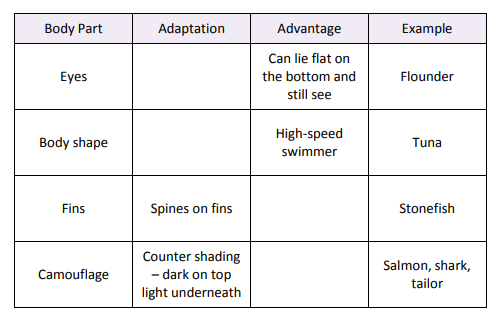 Body Part Adaptation Advantage Example
Eyes
Can lie flat on
the bottom and
still see
Flounder
Body shape
High-speed
swimmer
Tuna
Fins
Spines on fins
Stonefish
Camouflage
Counter shading
– dark on top
light underneath
Salmon, shark,
tailor